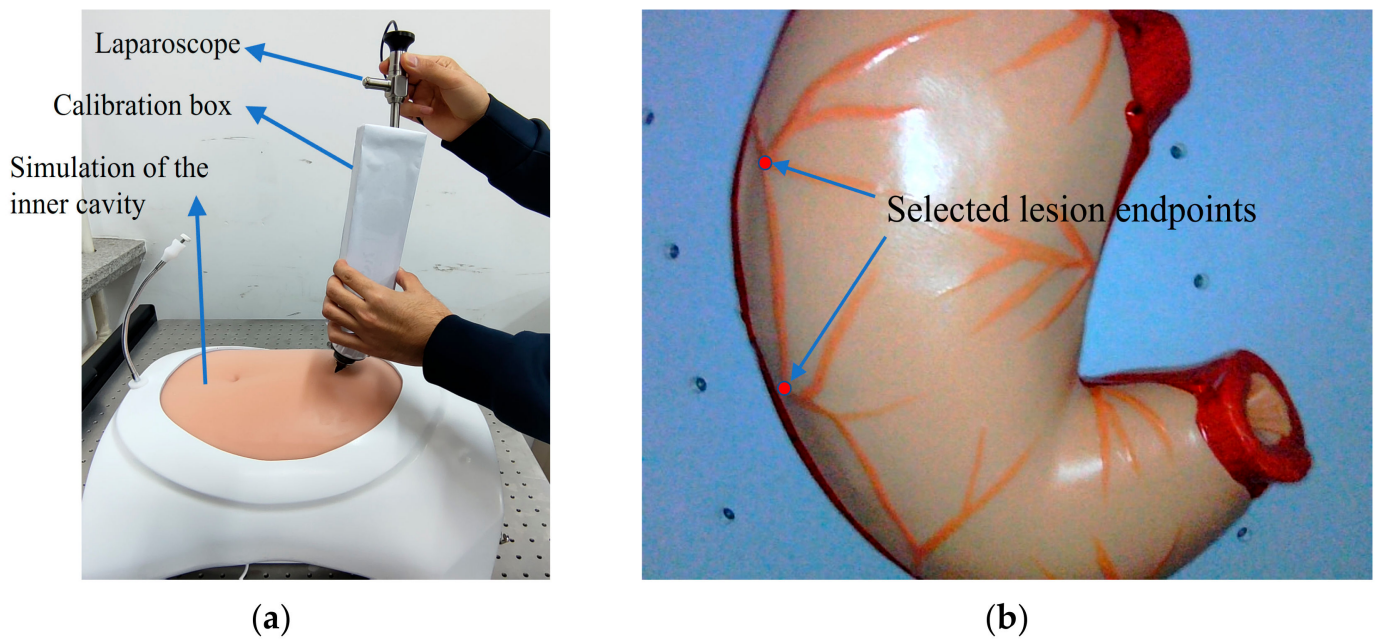 Laparoscope
Calibration box
Simulation of the
inner cavity
Selected lesion endpoints
(a)
(b)